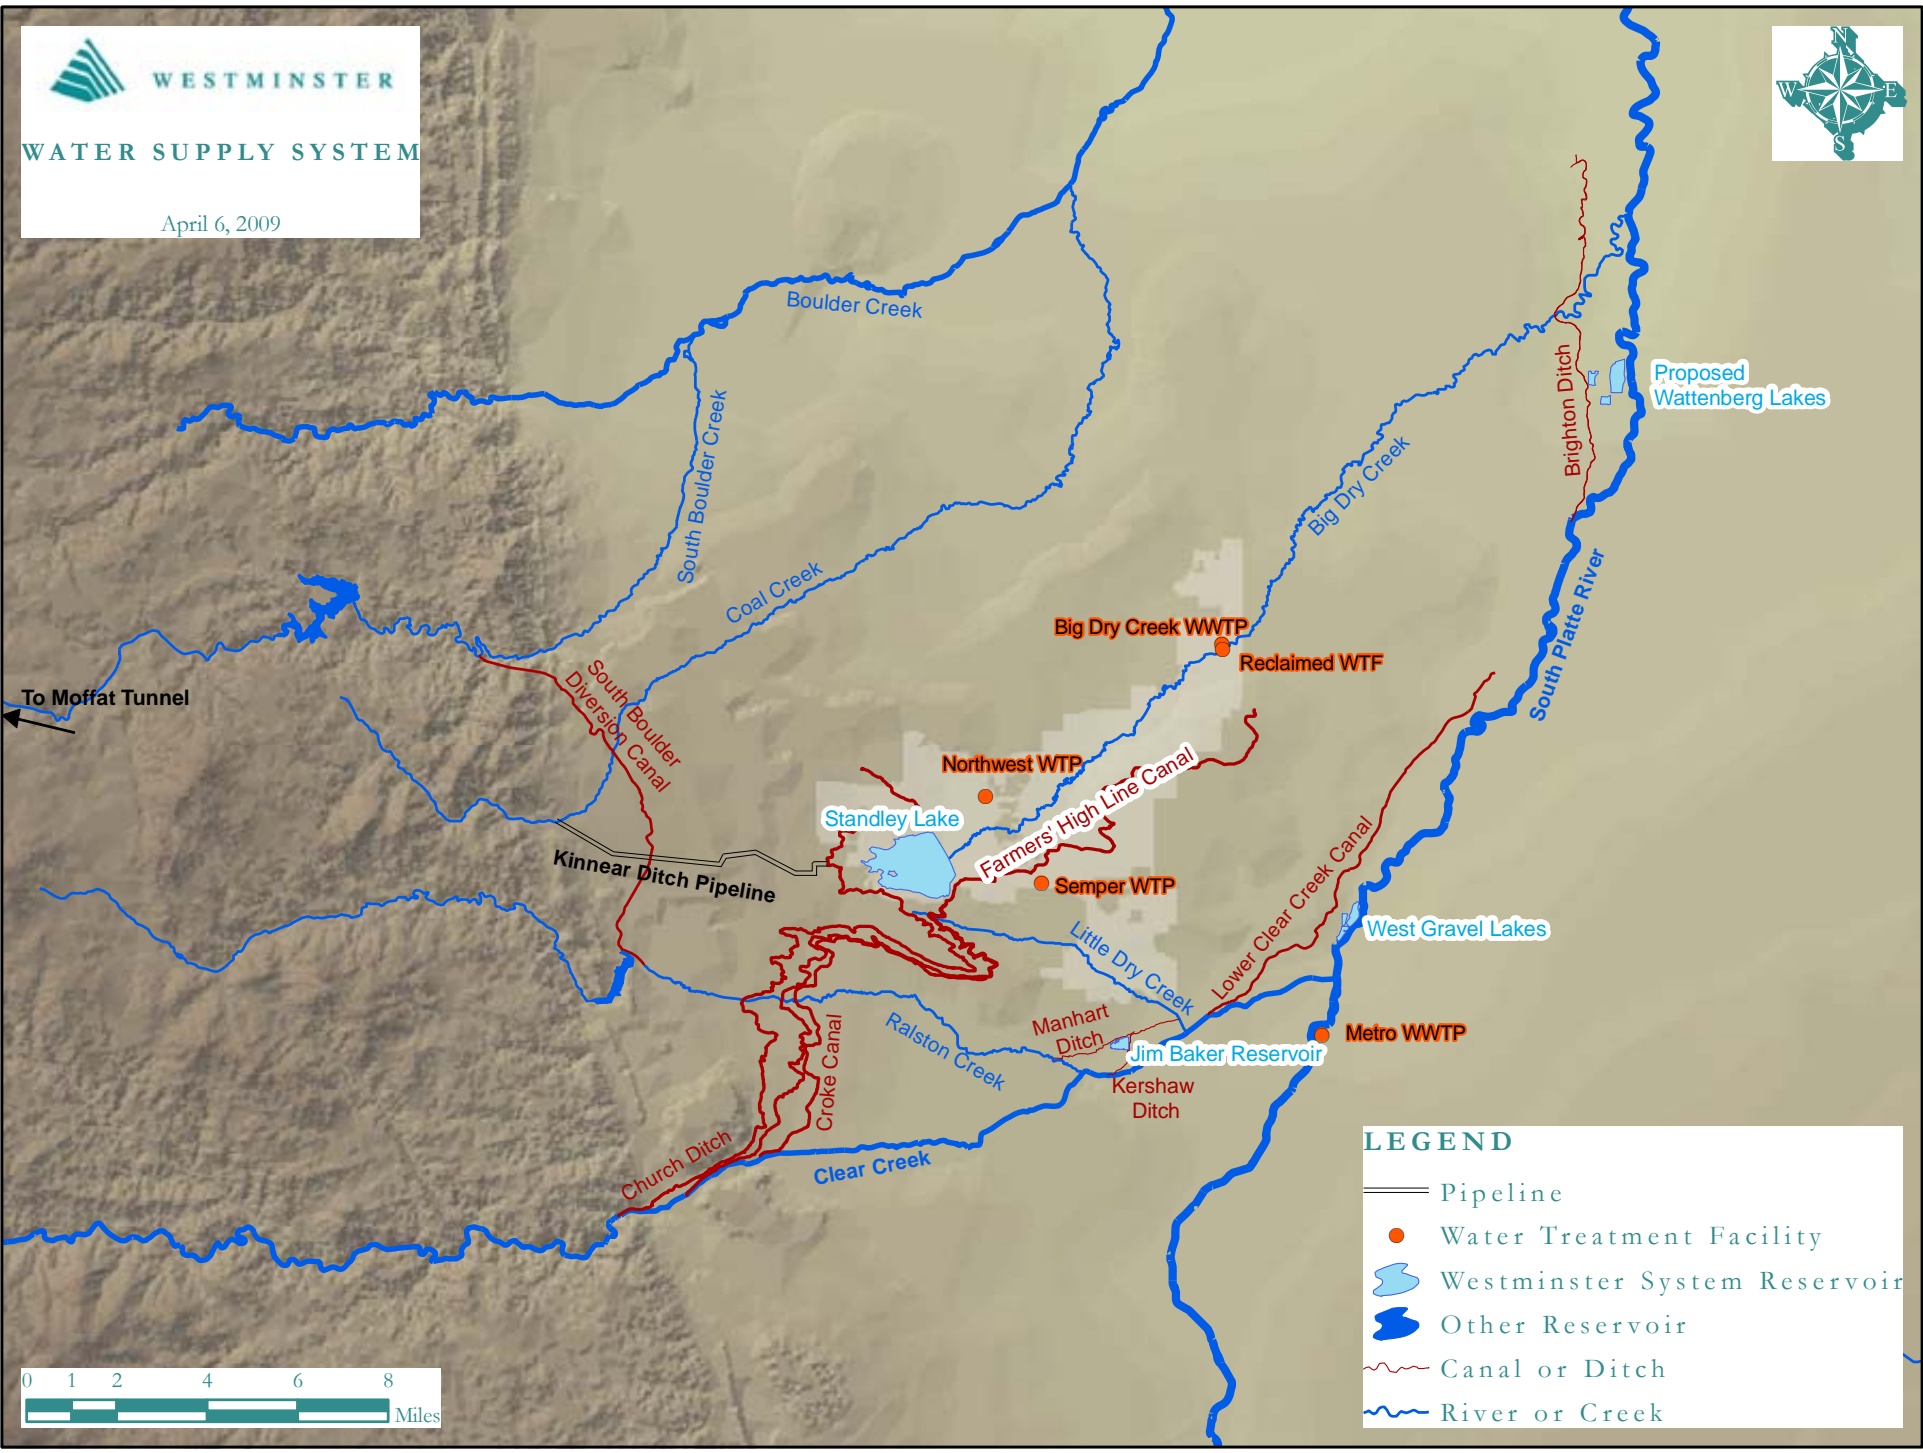 WESTMINSTER
WATER SUPPLY SYSTEM
April 6, 2009
N
W
E
S
Boulder Creek
South Boulder Creek
Coal Creek
Big Dry Creek
Brighton Ditch
Proposed
Wattenberg Lakes
South Platte River
To Moffat Tunnel
South Boulder
Diversion Canal
Big Dry Creek WWTP
Reclaimed WTF
Northwest WTP
Standley Lake
Farmers' High Line Canal
Kinnear Ditch Pipeline
Semper WTP
Lower Clear Creek Canal
West Gravel Lakes
Little Dry Creek
Manhart
Ditch
Ralston Creek
Croke Canal
Jim Baker Reservoir
Metro WWTP
Kershaw
Ditch
Church Ditch
Clear Creek
LEGEND
Pipeline
Water Treatment Facility
Westminster System Reservoir
Other Reservoir
Canal or Ditch
River or Creek
0 1 2 4 6 8
Miles